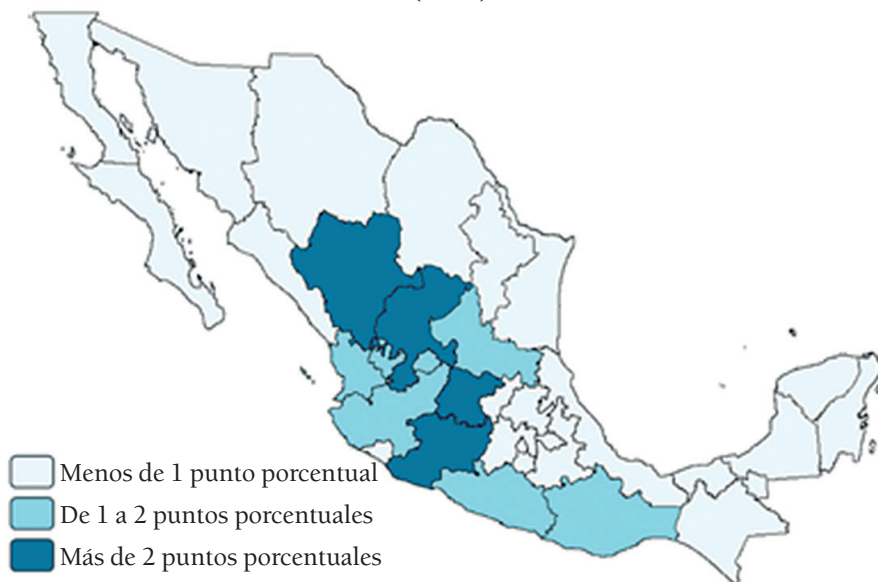 Menos de 1 punto porcentual
De 1 a 2 puntos porcentuales
Más de 2 puntos porcentuales